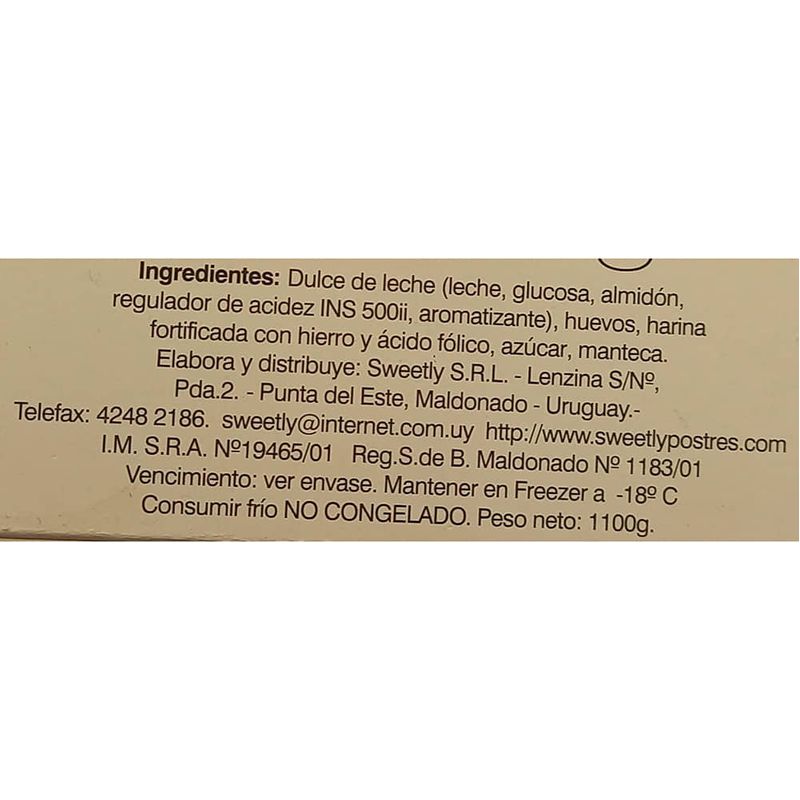 Ingredientes: Dulce de leche (leche, glucosa, almidón,
regulador de acidez INS 500ii, aromatizante), huevos, harina
fortificada con hierro y ácido fólico, azúcar, manteca.
Elabora y distribuye: Sweetly S.R.L. - Lenzina S/Nº,
Pda.2. - Punta del Este, Maldonado - Uruguay.-
Telefax: 4248 2186. sweetly@internet.com.uy http://www.sweetlypostres.com
I.M. S.R.A. Nº19465/01 Reg.S.de B. Maldonado Nº 1183/01
Vencimiento: ver envase. Mantener en Freezer a -18º C
Consumir frío NO CONGELADO. Peso neto: 1100g.